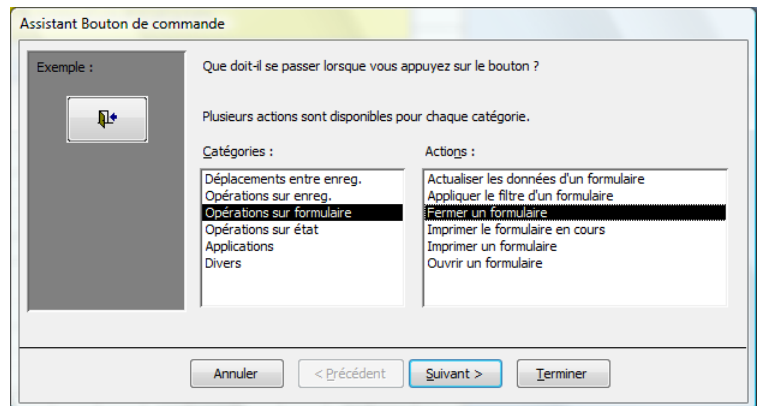 Assistant Bouton de commande
Exemple :
Que doit-il se passer lorsque vous appuyez sur le bouton ?
Plusieurs actions sont disponibles pour chaque catégorie.
Catégories :
Actions :
Déplacements entre enreg.
Opérations sur enreg.
Opérations sur formulaire
Opérations sur état
Applications
Divers
Actualiser les données d'un formulaire
Appliquer le filtre d'un formulaire
Fermer un formulaire
Imprimer le formulaire en cours
Imprimer un formulaire
Ouvrir un formulaire
Annuler
< Précédent
Suivant >
Terminer